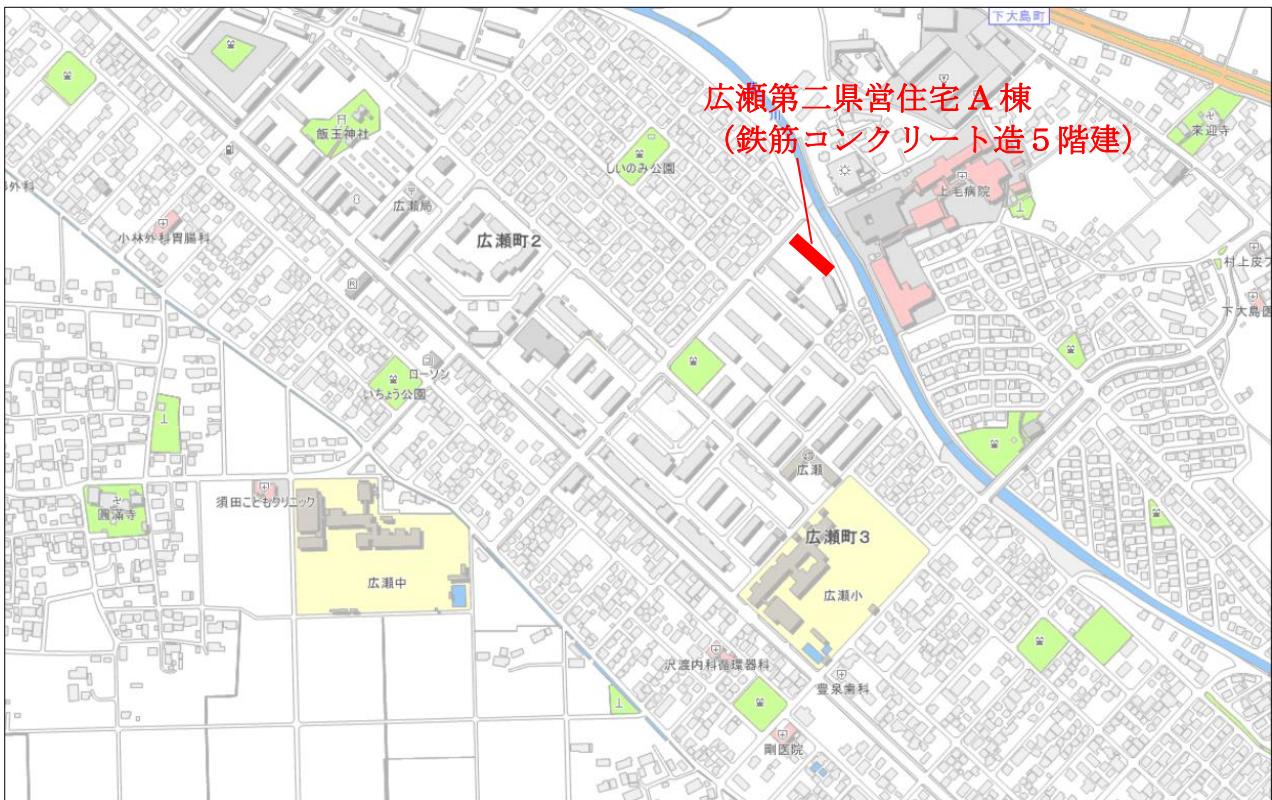 下大島町
広瀬第二県営住宅 A 棟
（鉄筋コンクリート造５階建）
飯玉神社
しいのみ公園
来迎寺
上毛病院
外科
広瀬局
小林外科胃腸科
広瀬町2
村上皮フ
下大島医
ローソン
いちょう公園
広瀬
須田こどもクリニック
圓満寺
広瀬町3
広瀬中
広瀬小
沢渡内科循環器科
豊泉歯科
剛医院